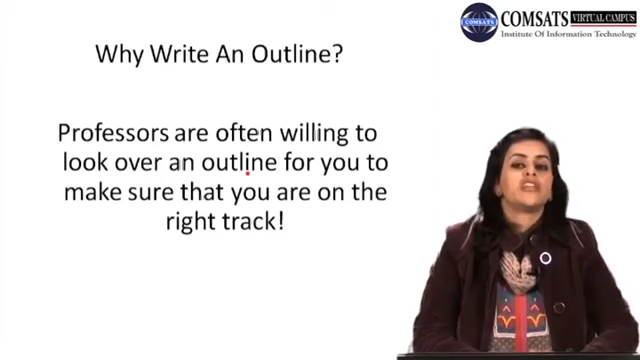 COMSATS VIRTUAL CAMPUS
Institute Of Information Technology
Why Write An Outline?
Professors are often willing to
look over an outline for you to
make sure that you are on the
right track!